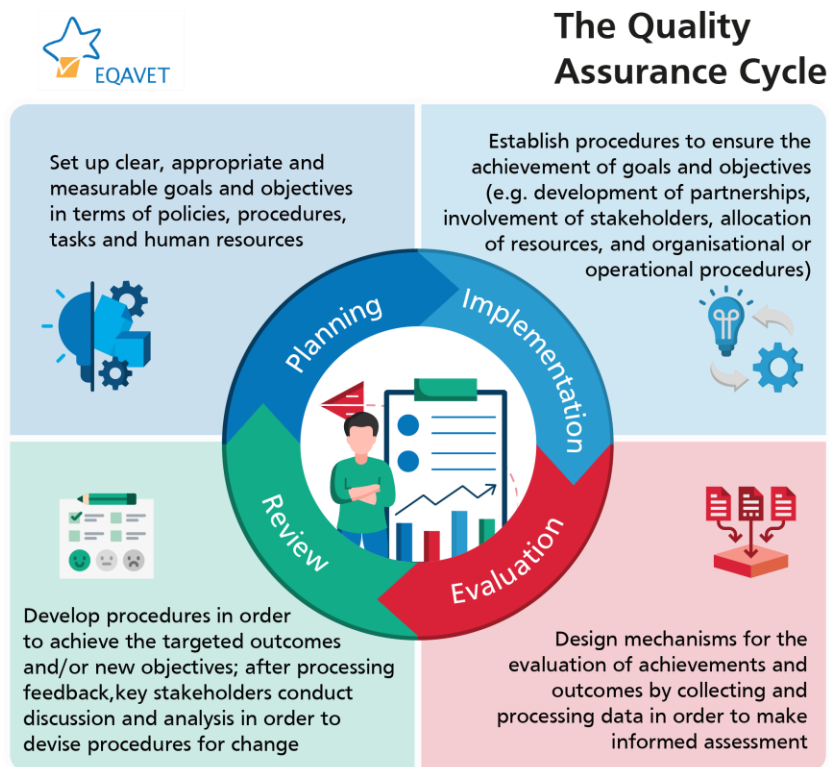 EQAVET
The Quality
Assurance Cycle
Set up clear, appropriate and
measurable goals and objectives
in terms of policies, procedures,
tasks and human resources
Establish procedures to ensure the
achievement of goals and objectives
(e.g. development of partnerships,
involvement of stakeholders, allocation
of resources, and organisational or
operational procedures)
Planning
Implementation
Review
Evaluation
Develop procedures in order
to achieve the targeted outcomes
and/or new objectives; after processing
feedback,key stakeholders conduct
discussion and analysis in order to
devise procedures for change
Design mechanisms for the
evaluation of achievements and
outcomes by collecting and
processing data in order to make
informed assessment